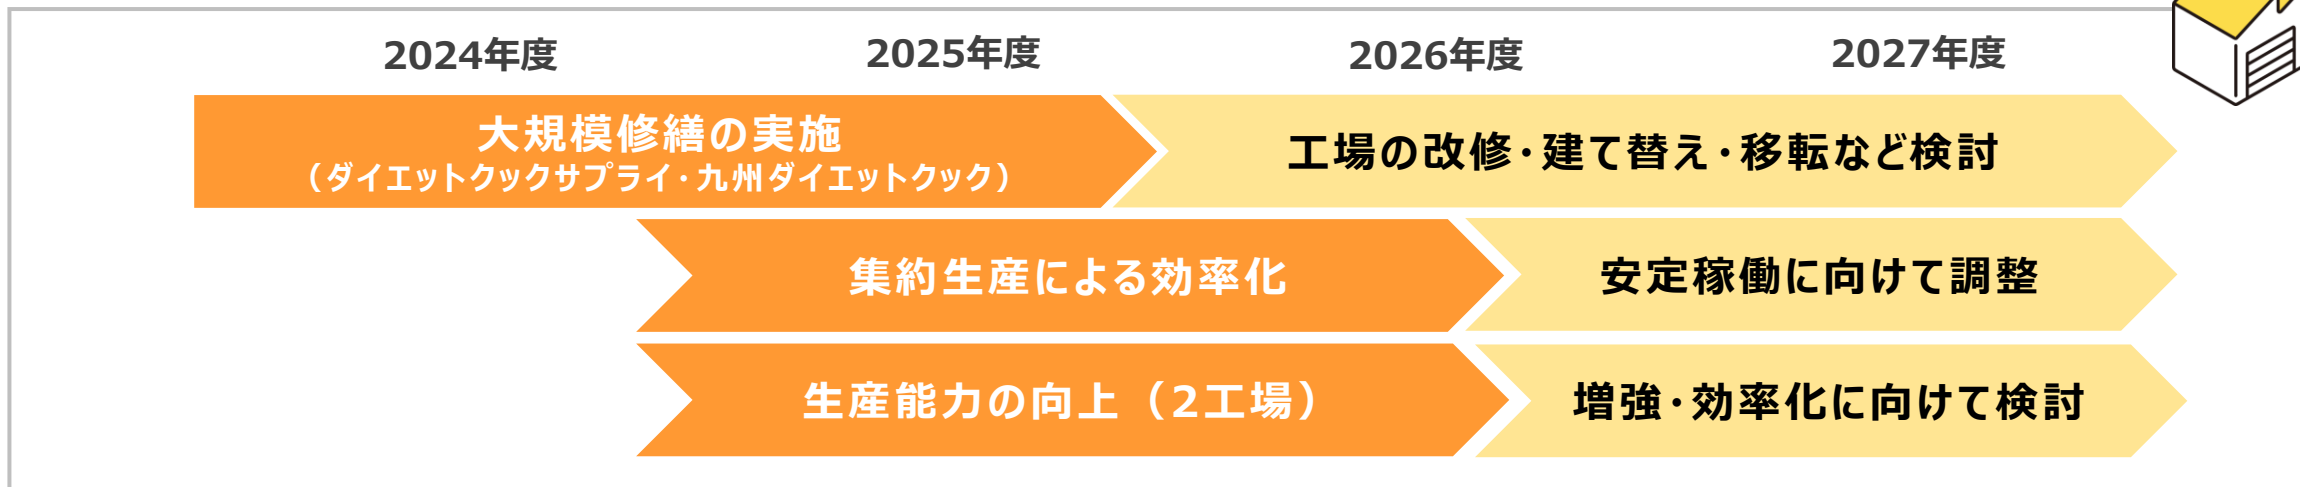 2024年度 2025年度 2026年度 2027年度
大規模修繕の実施
（ダイエットクックサプライ・九州ダイエットクック）
工場の改修・建て替え・移転など検討
集約生産による効率化
安定稼働に向けて調整
生産能力の向上（2工場）
増強・効率化に向けて検討